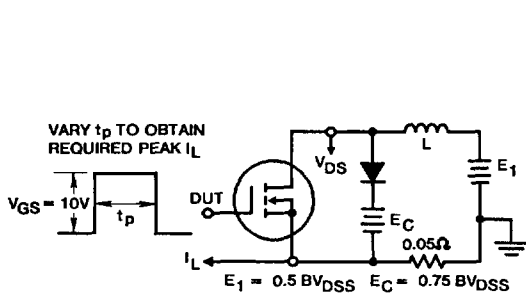 VARY tp TO OBTAIN
REQUIRED PEAK IL
VGS = 10V
tp
DUT
VDS
L
E1
EC
0.05Ω
IL
E1 = 0.5 BVDSS EC = 0.75 BVDSS